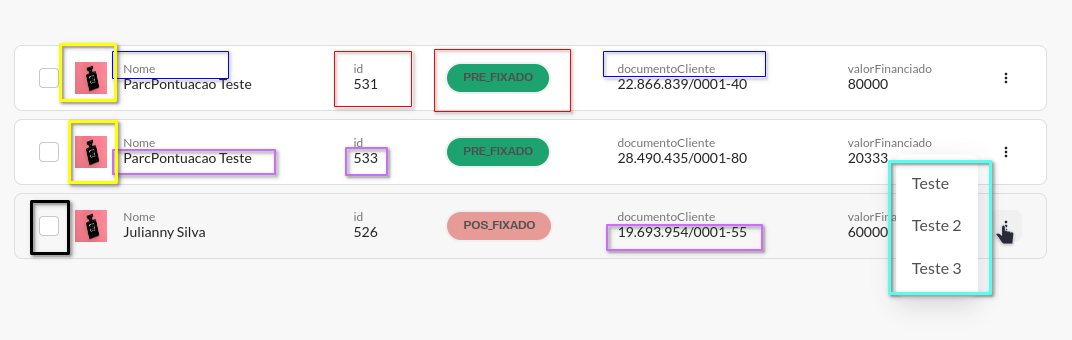 Nome id PRE_FIXADO documentoCliente valorFinanciado
ParcPontuacao Teste 531 22.866.839/0001-40 80000
Nome id PRE_FIXADO documentoCliente valorFinanciado
ParcPontuacao Teste 533 28.490.435/0001-80 20333
Teste
Nome id POS_FIXADO documentoCliente valorFina
Teste 2
Julianny Silva 526 19.693.954/0001-55 60000
Teste 3